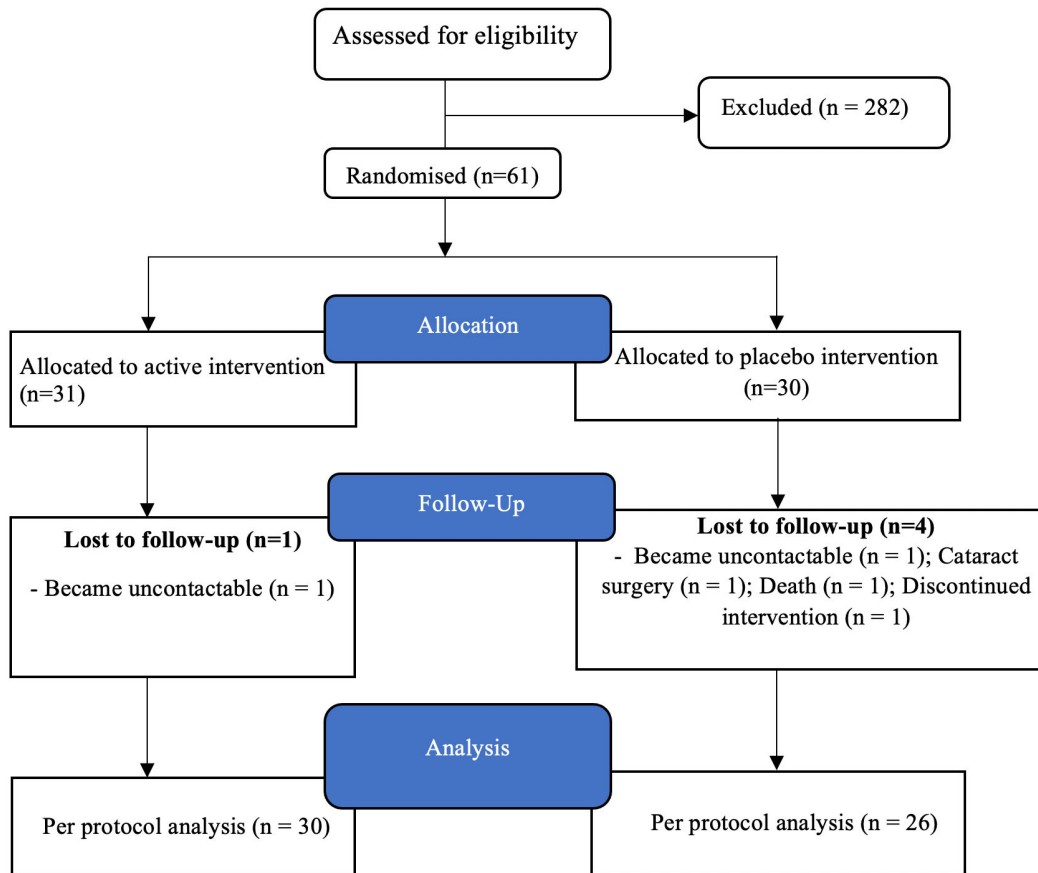 Assessed for eligibility
Excluded (n = 282)
Randomised (n=61)
Allocation
Allocated to active intervention
(n=31)
Allocated to placebo intervention
(n=30)
Follow-Up
Lost to follow-up (n=1)
- Became uncontactable (n = 1)
Lost to follow-up (n=4)
- Became uncontactable (n = 1); Cataract
surgery (n = 1); Death (n = 1); Discontinued
intervention (n = 1)
Analysis
Per protocol analysis (n = 30)
Per protocol analysis (n = 26)